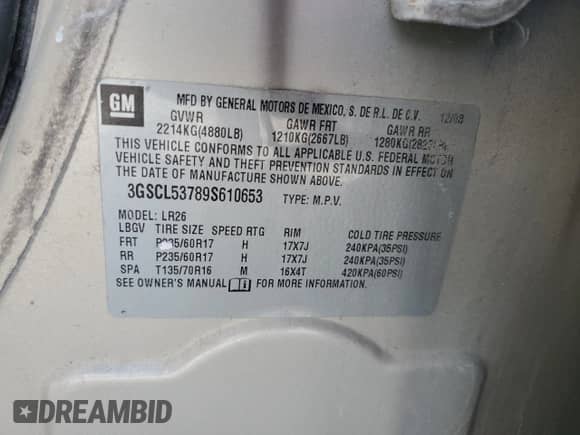 GM
MFD BY GENERAL MOTORS DE MEXICO, S. DE R.L. DE C.V. 12/08
GVWR GAWR FRT GAWR RR
2214KG(4880LB) 1210KG(2667LB)
THIS VEHICLE CONFORMS TO ALL APPLICABLE U.S. FEDERAL MOTOR
VEHICLE SAFETY AND THEFT PREVENTION STANDARDS IN EFFECT ON
THE DATE OF MANUFACTURE SHOWN ABOVE.
3GSCL53789S610653 TYPE: M.P.V.
MODEL: LR26
LBGV TIRE SIZE SPEED RTG RIM COLD TIRE PRESSURE
FRT P235/60R17 H 17X7J 240KPA(35PSI)
RR P235/60R17 H 17X7J 240KPA(35PSI)
SPA T135/70R16 M 16X4T 420KPA(60PSI)
SEE OWNER'S MANUAL FOR MORE INFORMATION.
DREAMBID